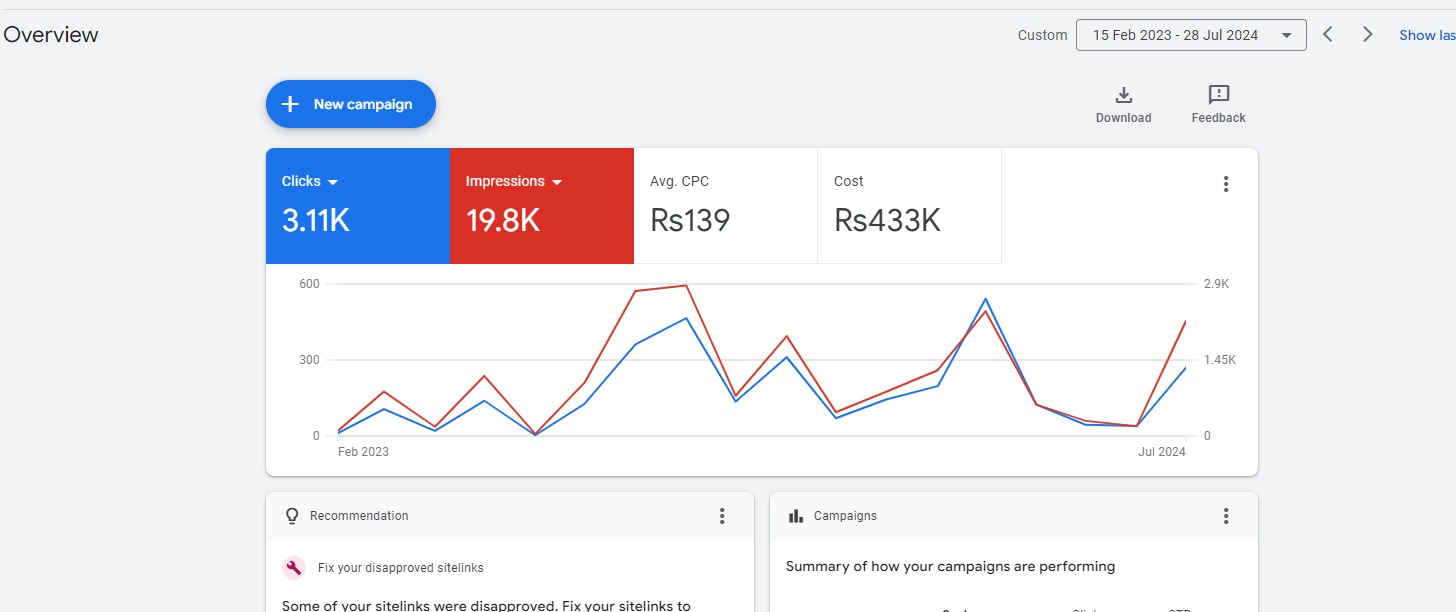 Overview
Custom
15 Feb 2023 - 28 Jul 2024
Show las
New campaign
Download
Feedback
Clicks
3.11K
Impressions
19.8K
Avg. CPC
Rs139
Cost
Rs433K
600
2.9K
300
1.45K
0
0
Feb 2023
Jul 2024
Recommendation
Fix your disapproved sitelinks
Some of your sitelinks were disapproved. Fix your sitelinks to
Campaigns
Summary of how your campaigns are performing